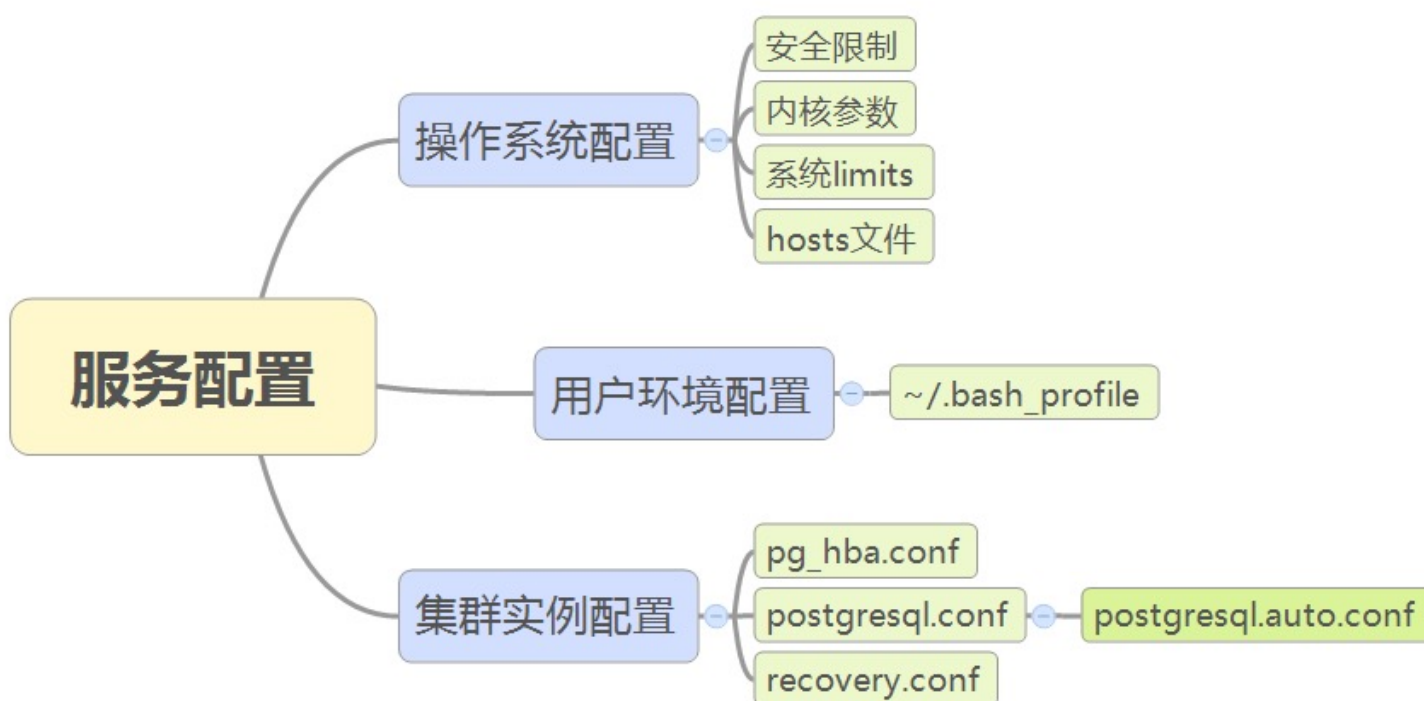 服务配置
操作系统配置
安全限制
内核参数
系统limits
hosts文件
用户环境配置
~/.bash_profile
集群实例配置
pg_hba.conf
postgresql.conf
postgresql.auto.conf
recovery.conf